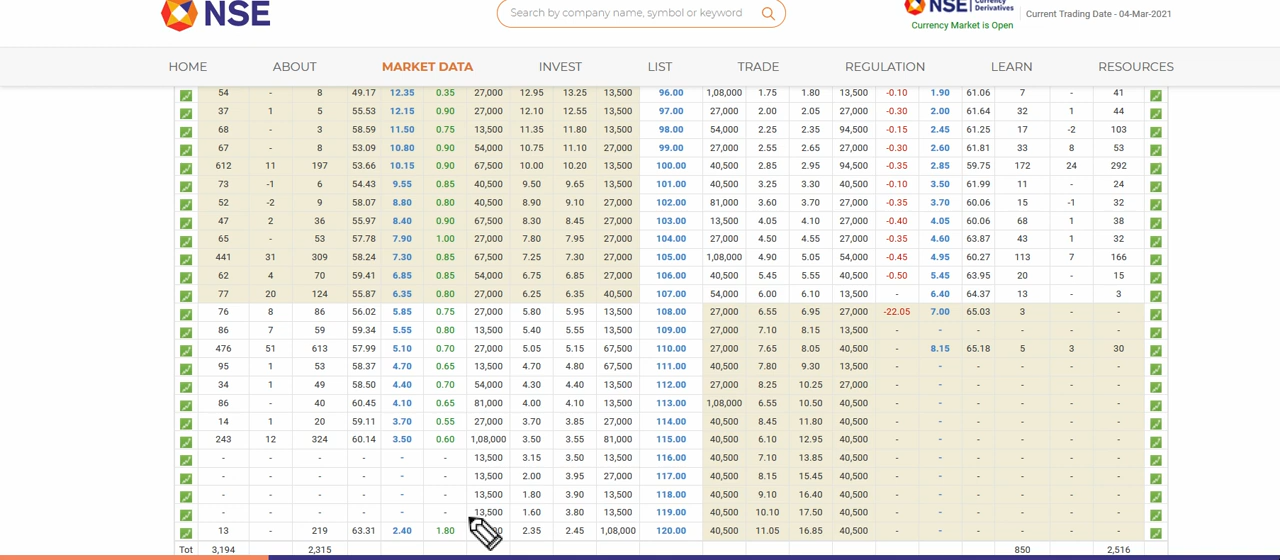 NSE
Search by company name, symbol or keyword
NSE Currency Derivatives
Currency Market is Open
Current Trading Date - 04-Mar-2021
HOME ABOUT MARKET DATA INVEST LIST TRADE REGULATION LEARN RESOURCES
54 - 8 49.17 12.35 0.35 27,000 12.95 13.25 13,500 96.00 1,08,000 1.75 1.80 13,500 -0.10 1.90 61.06 7 - 41
37 1 5 55.53 12.15 0.90 27,000 12.10 12.55 13,500 97.00 27,000 2.00 2.05 27,000 -0.30 2.00 61.64 32 1 44
68 - 3 58.59 11.50 0.75 13,500 11.35 11.80 13,500 98.00 54,000 2.25 2.35 94,500 -0.15 2.45 61.25 17 -2 103
67 - 8 53.09 10.80 0.90 54,000 10.75 11.10 27,000 99.00 27,000 2.55 2.65 27,000 -0.30 2.60 61.81 33 8 53
612 11 197 53.66 10.15 0.90 67,500 10.00 10.20 13,500 100.00 40,500 2.85 2.95 94,500 -0.35 2.85 59.75 172 24 292
73 -1 6 54.43 9.55 0.85 40,500 9.50 9.65 13,500 101.00 40,500 3.25 3.30 40,500 -0.10 3.50 61.99 11 - 24
52 -2 9 58.07 8.80 0.80 40,500 8.90 9.10 27,000 102.00 81,000 3.60 3.70 27,000 -0.35 3.70 60.06 15 -1 32
47 2 36 55.97 8.40 0.90 67,500 8.30 8.45 27,000 103.00 13,500 4.05 4.10 27,000 -0.40 4.05 60.06 68 1 38
65 - 53 57.78 7.90 1.00 27,000 7.80 7.95 27,000 104.00 27,000 4.50 4.55 27,000 -0.35 4.60 63.87 43 1 32
441 31 309 58.24 7.30 0.85 67,500 7.25 7.30 27,000 105.00 1,08,000 4.90 5.05 54,000 -0.45 4.95 60.27 113 7 166
62 4 70 59.41 6.85 0.85 54,000 6.75 6.85 27,000 106.00 40,500 5.45 5.55 13,500 -0.50 5.45 63.95 20 - 15
77 20 124 55.87 6.35 0.80 27,000 6.25 6.35 40,500 107.00 54,000 6.00 6.10 13,500 - 6.40 64.37 13 - 3
76 8 86 56.02 5.85 0.75 27,000 5.80 5.95 13,500 108.00 27,000 6.55 6.95 27,000 -22.05 7.00 65.03 3 - -
86 7 59 59.34 5.55 0.80 13,500 5.40 5.55 13,500 109.00 27,000 7.10 8.15 13,500 - - - - - -
476 51 613 57.99 5.10 0.70 27,000 5.05 5.15 67,500 110.00 27,000 7.65 8.05 40,500 - 8.15 65.18 5 3 30
95 1 53 58.37 4.70 0.65 13,500 4.70 4.80 67,500 111.00 40,500 7.80 9.30 13,500 - - - - - -
34 1 49 58.50 4.40 0.70 54,000 4.30 4.40 13,500 112.00 27,000 8.25 10.25 27,000 - - - - - -
86 - 40 60.45 4.10 0.65 81,000 4.00 4.10 13,500 113.00 1,08,000 6.55 10.50 40,500 - - - - - -
14 1 20 59.11 3.70 0.55 27,000 3.70 3.85 27,000 114.00 40,500 8.45 11.80 40,500 - - - - - -
243 12 324 60.14 3.50 0.60 1,08,000 3.50 3.55 81,000 115.00 40,500 6.10 12.95 40,500 - - - - - -
- - - - - - 13,500 3.15 3.50 13,500 116.00 40,500 7.10 13.85 40,500 - - - - - -
- - - - - - 13,500 2.00 3.95 27,000 117.00 40,500 8.15 15.45 40,500 - - - - - -
- - - - - - 13,500 1.80 3.90 13,500 118.00 40,500 9.10 16.40 40,500 - - - - - -
- - - - - - 13,500 1.60 3.80 13,500 119.00 40,500 10.10 17.50 40,500 - - - - - -
13 - 219 63.31 2.40 1.80 2.35 2.45 1,08,000 120.00 40,500 11.05 16.85 40,500 - - - - - -
Tot 3,194 2,315 850 2,516